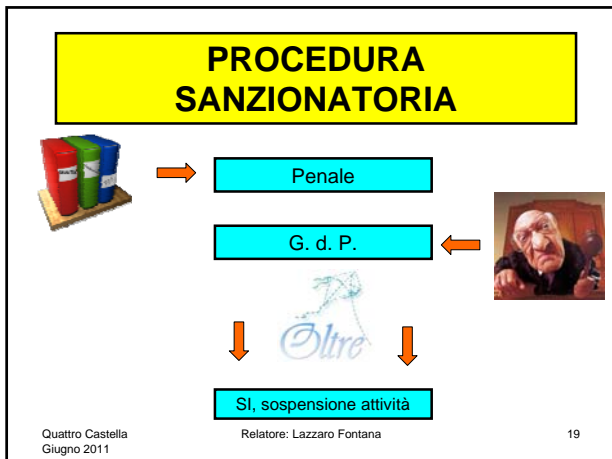 PROCEDURA
SANZIONATORIA
Penale
G. d. P.
Oltre
SI, sospensione attività
Quattro Castella
Giugno 2011
Relatore: Lazzaro Fontana
19